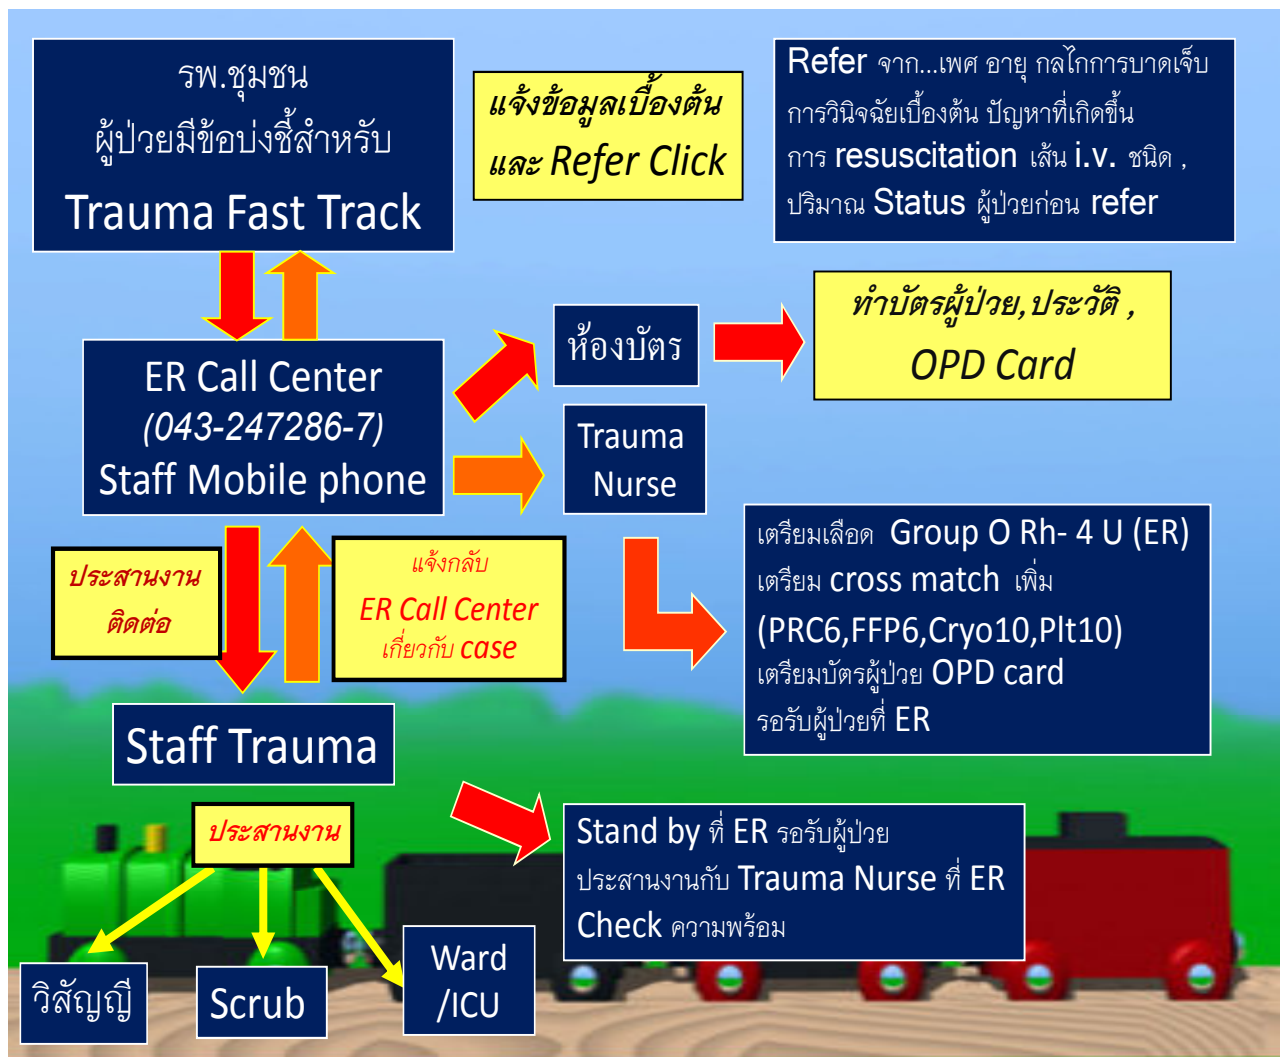 รพ.ชุมชน
ผู้ป่วยมีข้อบ่งชี้สำหรับ
Trauma Fast Track
แจ้งข้อมูลเบื้องต้น
และ Refer Click
Refer จาก...เพศ อายุ กลไกการบาดเจ็บ
การวินิจฉัยเบื้องต้น ปัญหาที่เกิดขึ้น
การ resuscitation เส้น i.v. ชนิด ,
ปริมาณ Status ผู้ป่วยก่อน refer
ER Call Center
(043-247286-7)
Staff Mobile phone
ห้องบัตร
ทำบัตรผู้ป่วย,ประวัติ ,
OPD Card
Trauma
Nurse
เตรียมเลือด Group O Rh- 4 U (ER)
เตรียม cross match เพิ่ม
(PRC6,FFP6,Cryo10,Plt10)
เตรียมบัตรผู้ป่วย OPD card
รอรับผู้ป่วยที่ ER
ประสานงาน
ติดต่อ
แจ้งกลับ
ER Call Center
เกี่ยวกับ case
Staff Trauma
ประสานงาน
Stand by ที่ ER รอรับผู้ป่วย
ประสานงานกับ Trauma Nurse ที่ ER
Check ความพร้อม
วิสัญญี
Scrub
Ward
/ICU